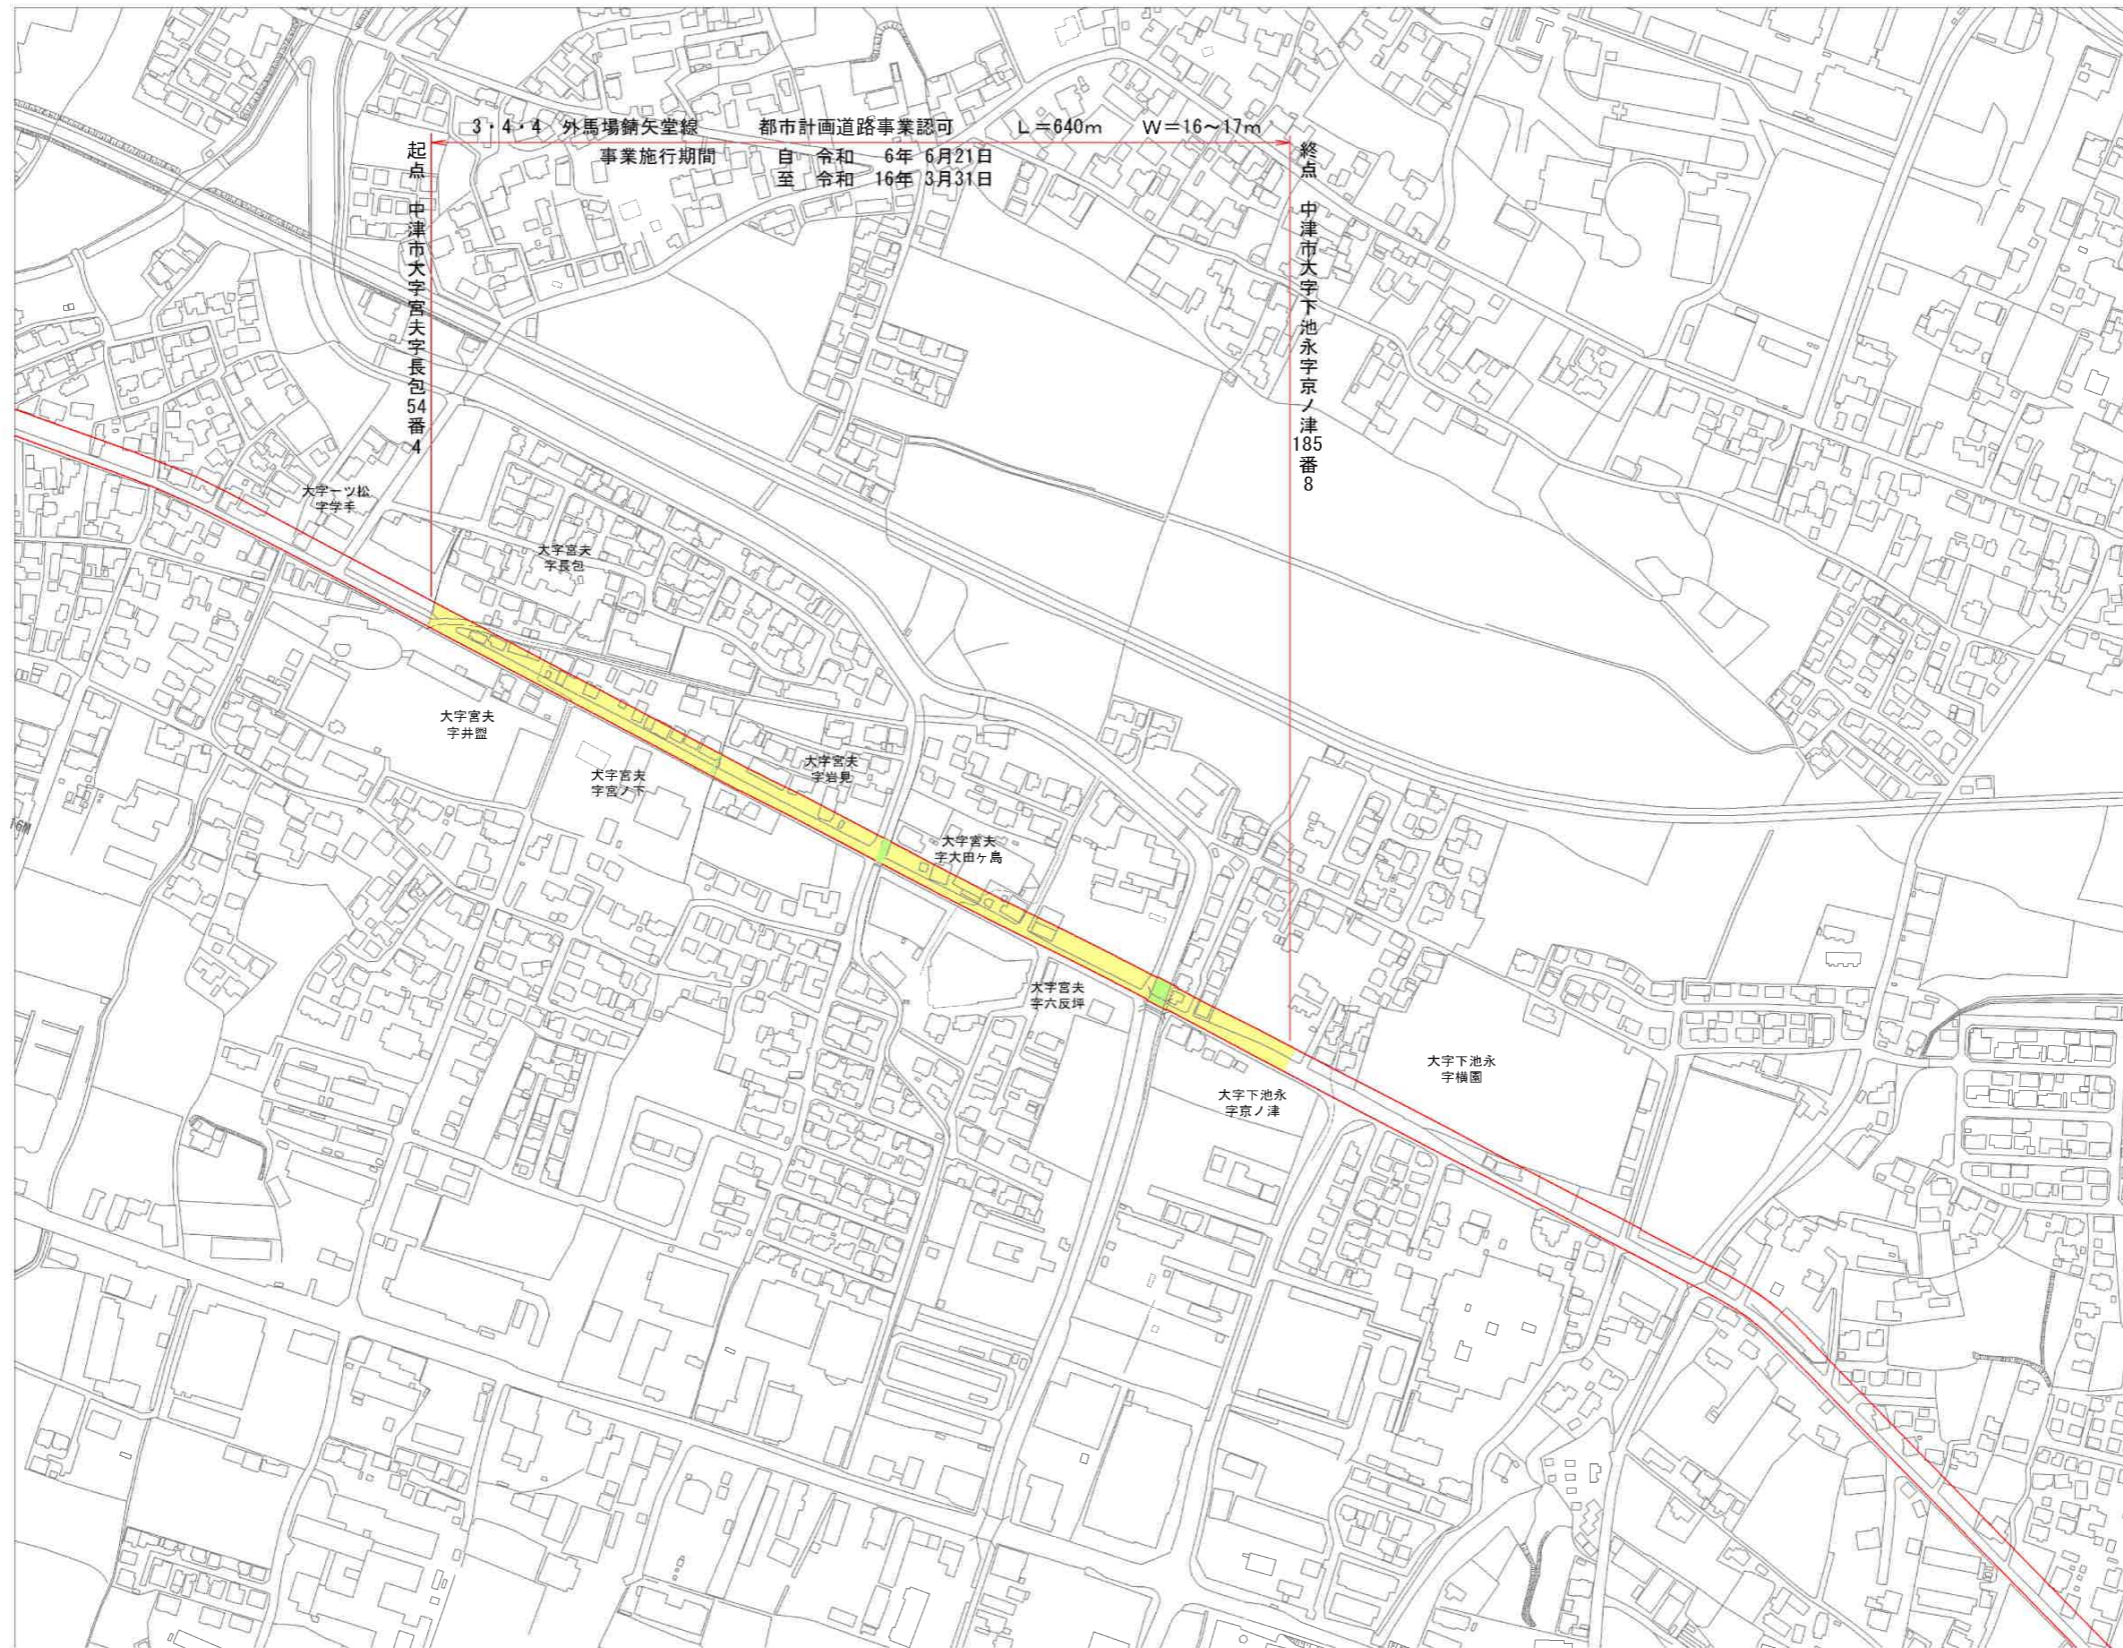 3・4・4 外馬場錆矢堂線 都市計画道路事業認可 L=640m W=16~17m
事業施行期間 自 令和 6年 6月21日
至 令和 16年 3月31日
起点 中津市大字宮夫字長包54番4
終点 中津市大字下池永字京ノ津185番8
大字一ツ松
字学手
大字宮夫
字長包
大字宮夫
字井盥
大字宮夫
字宮ノ下
大字宮夫
字岩見
大字宮夫
字大田ヶ島
大字宮夫
字六反坪
大字下池永
字横園
大字下池永
字京ノ津